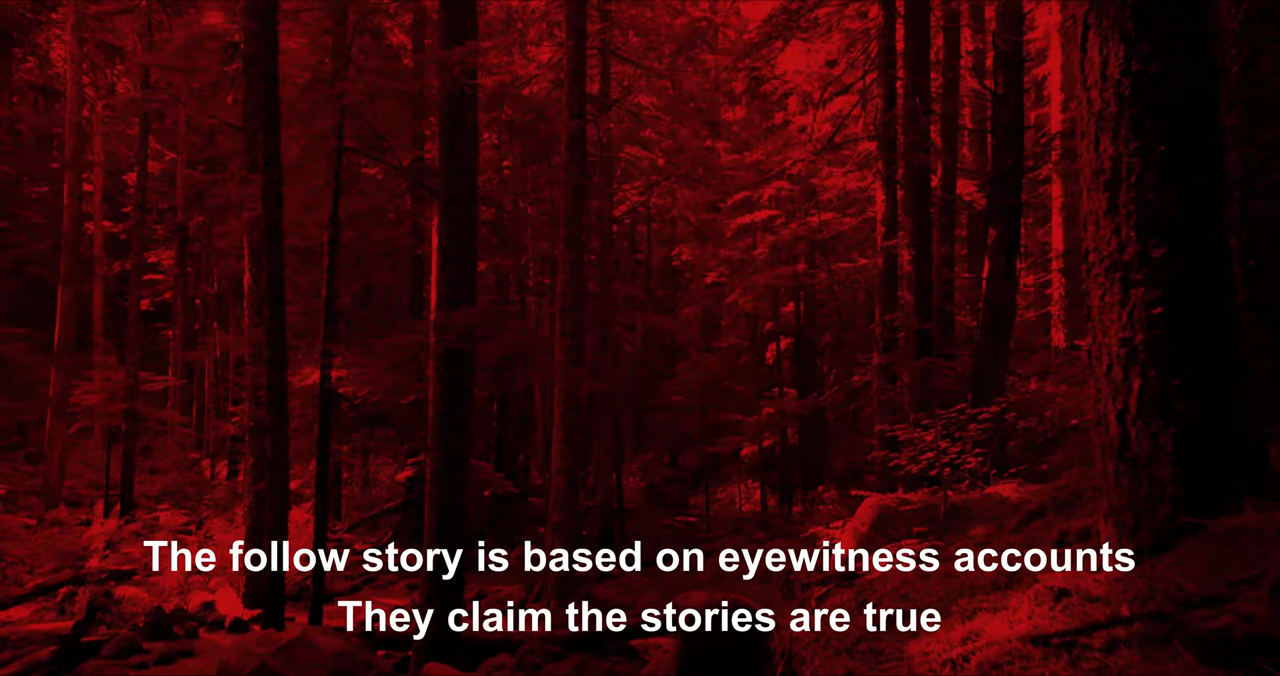 The follow story is based on eyewitness accounts
They claim the stories are true